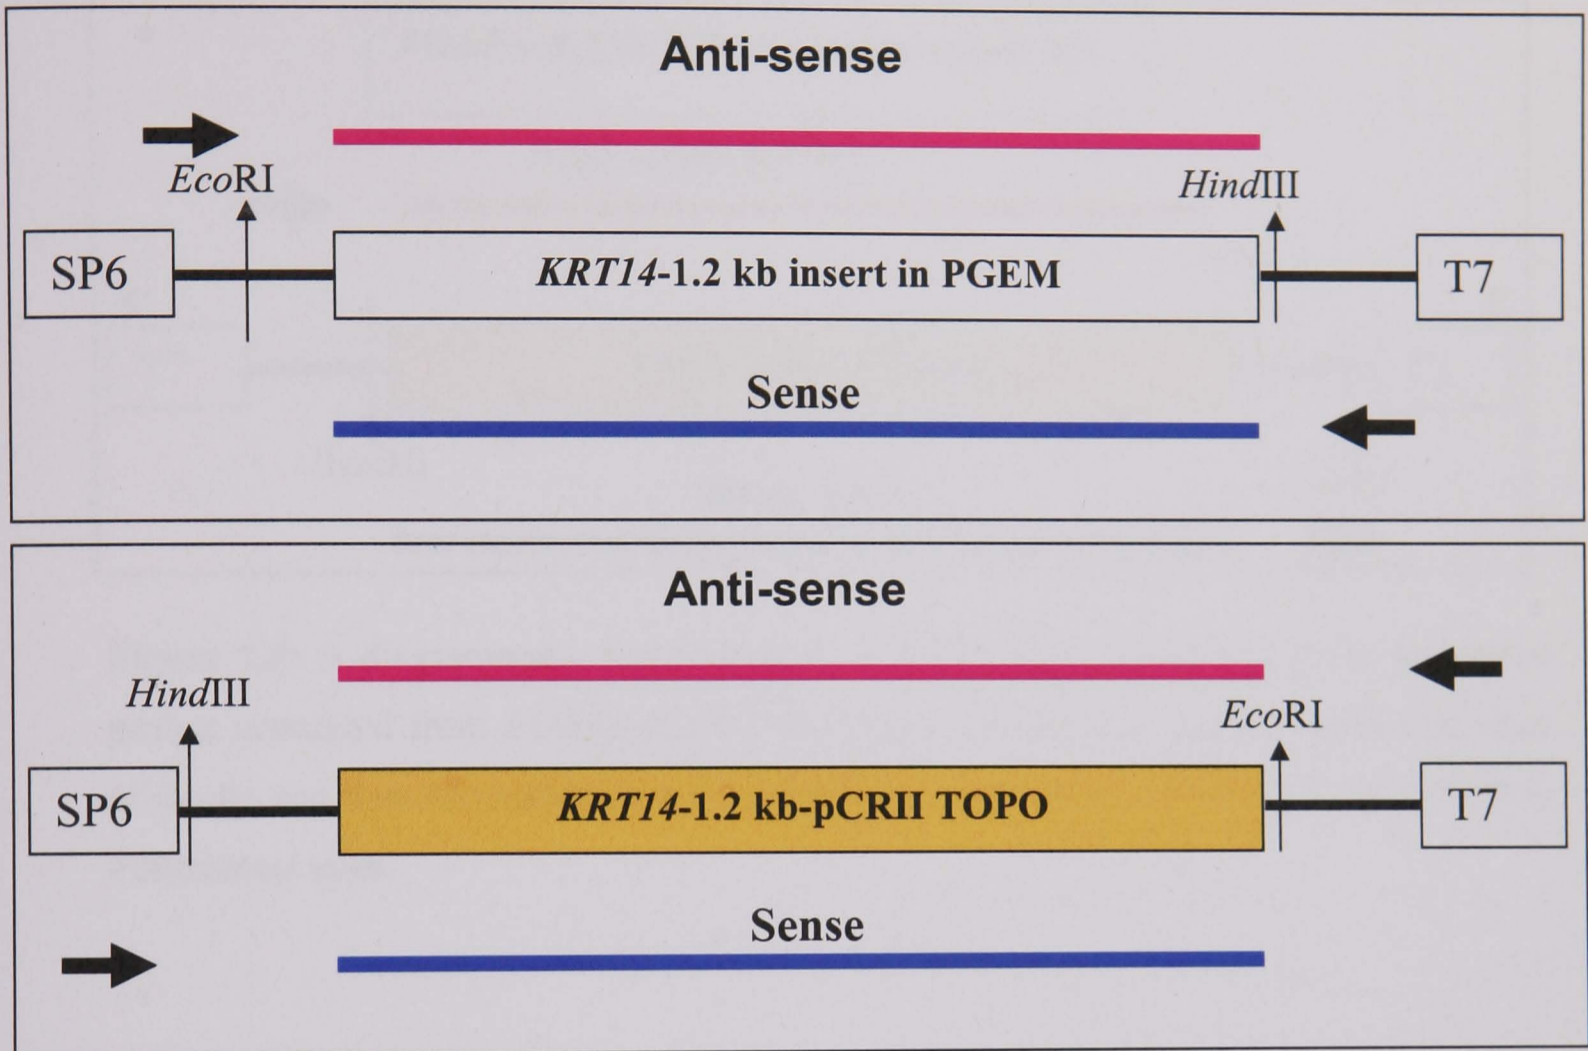 Anti-sense
EcoRI
HindIII
SP6
KRT14-1.2 kb insert in PGEM
T7
Sense
Anti-sense
HindIII
EcoRI
SP6
KRT14-1.2 kb-pCRII TOPO
T7
Sense